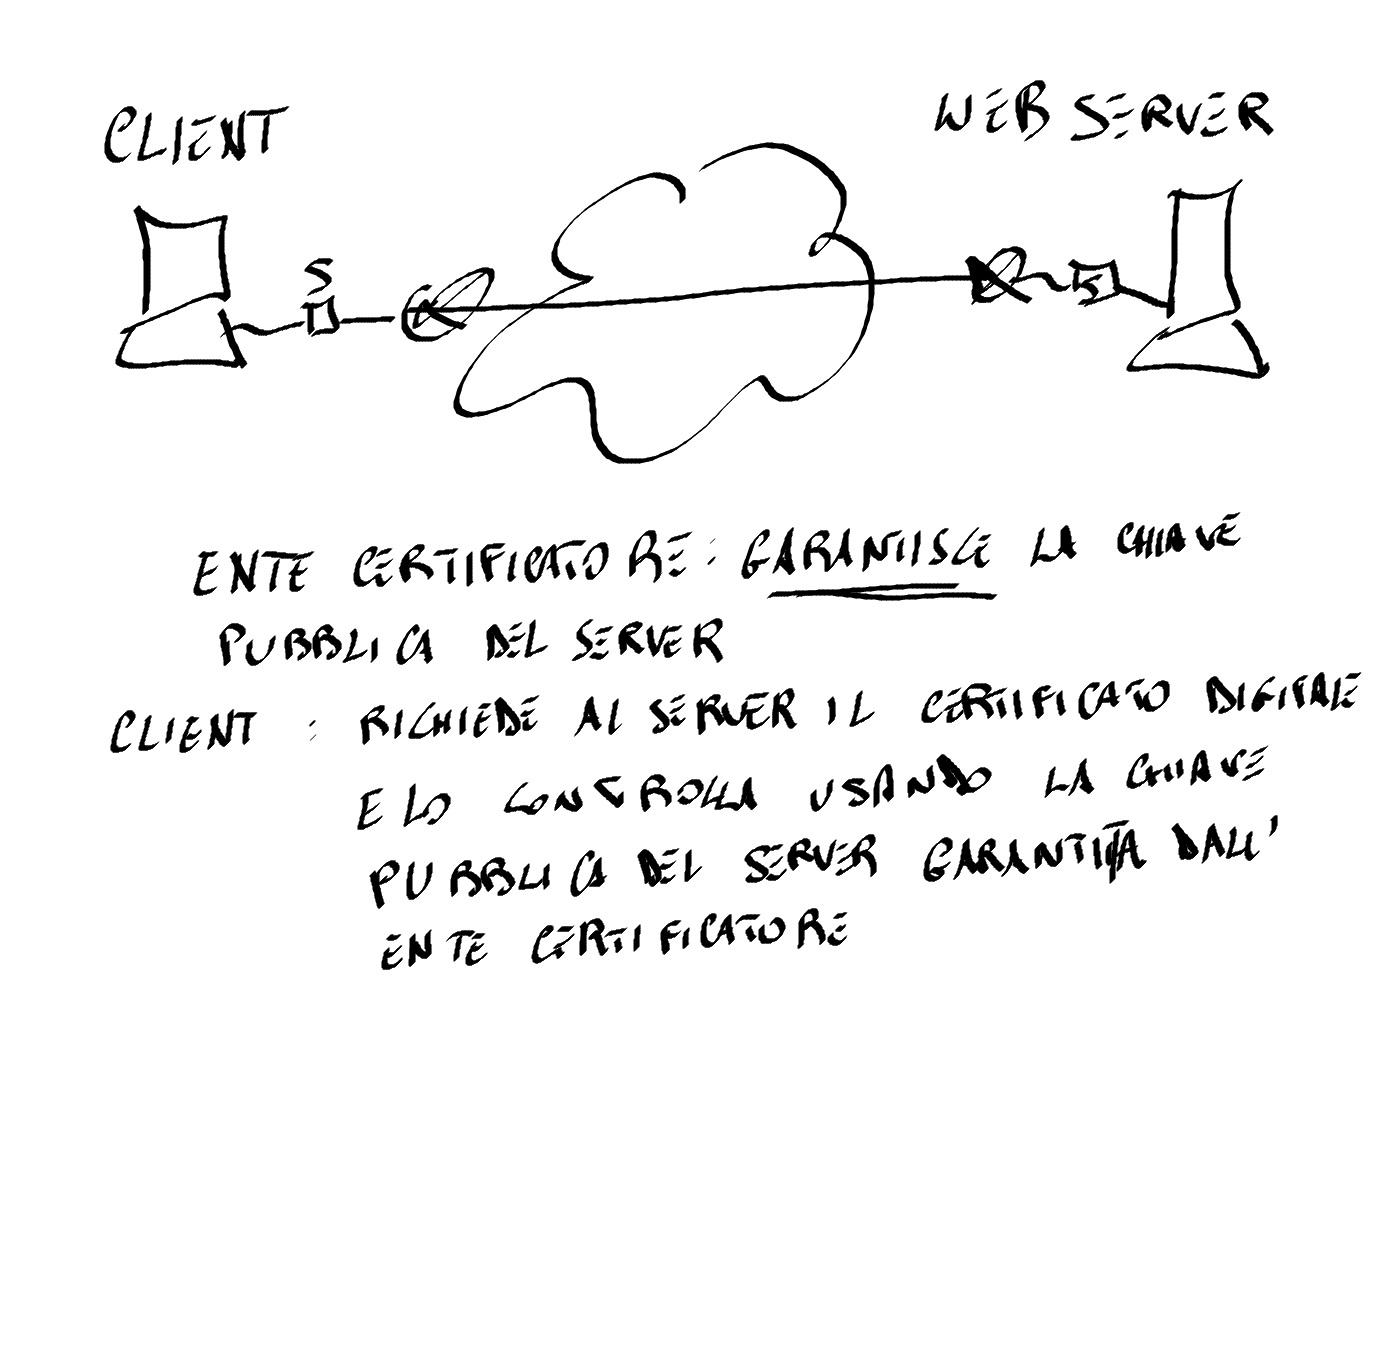 CLIENT
WEB SERVER
S
S
ENTE CERTIFICATORE: GARANTIISCE LA CHIAVE
PUBBLICA DEL SERVER
CLIENT : RICHIEDE AL SERVER IL CERTIFICATO DIGITALE
E LO CONTROLLA USANDO LA CHIAVE
PUBBLICA DEL SERVER GARANTITA DALL'
ENTE CERTIFICATORE